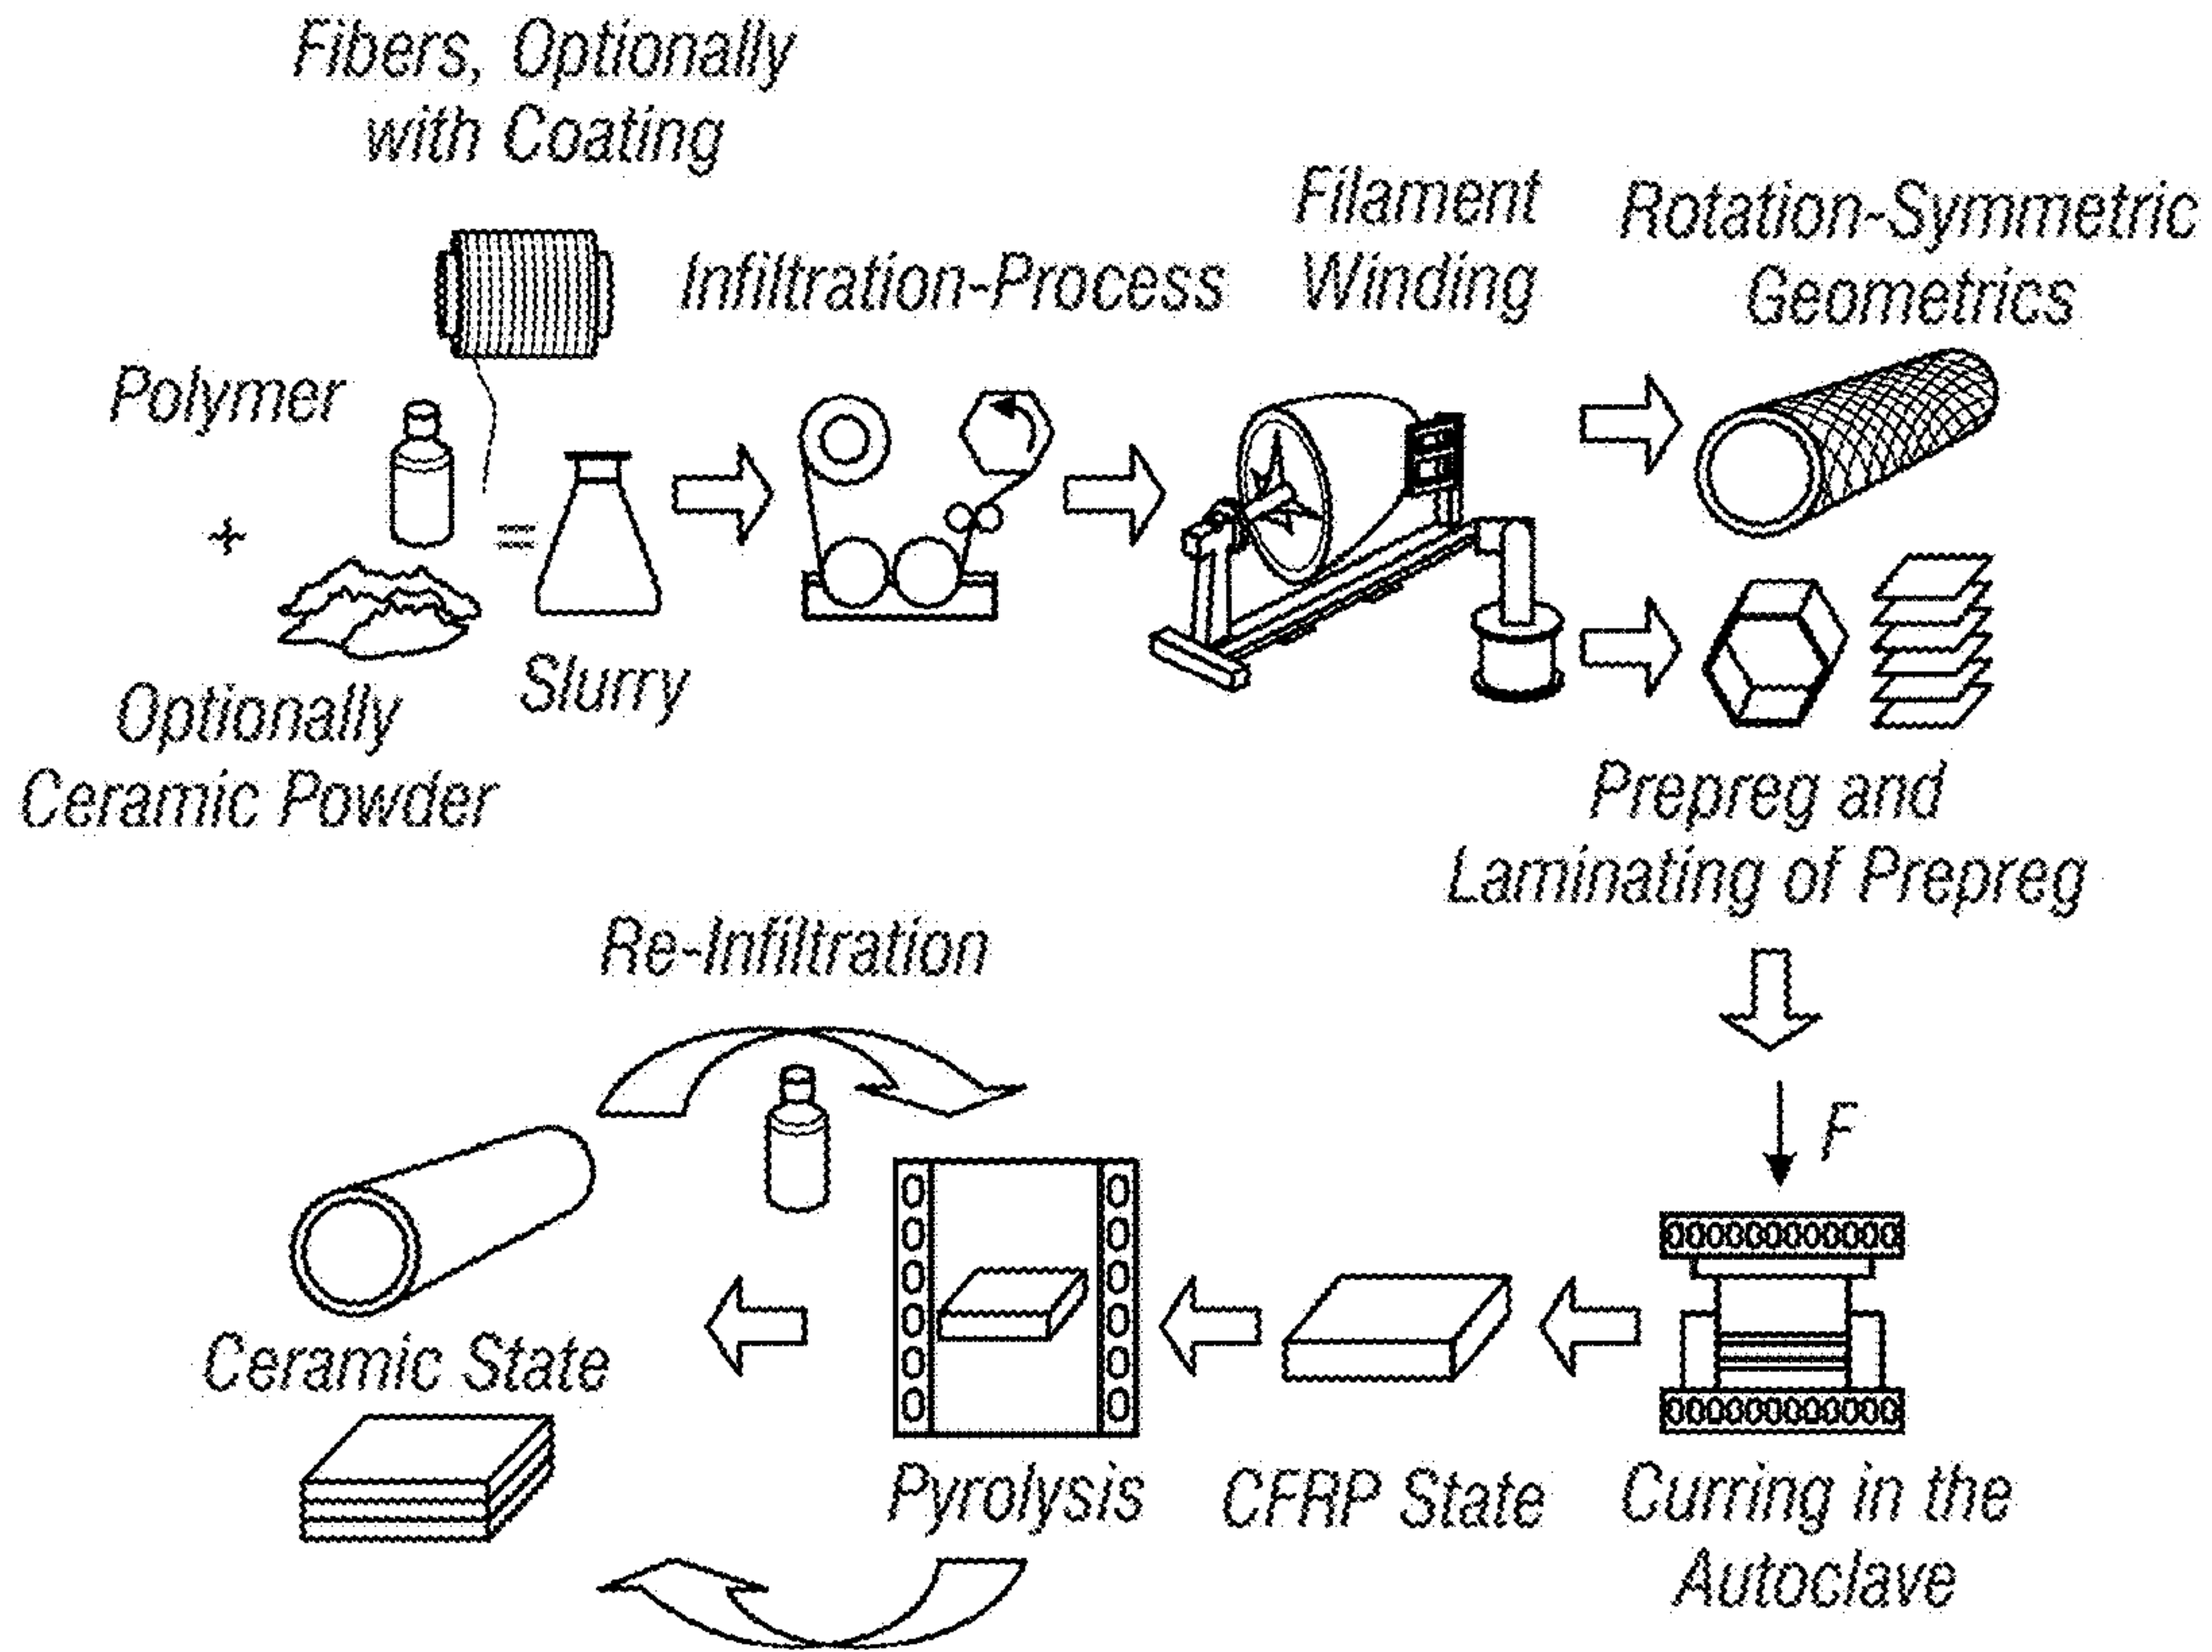 Fibers, Optionally
with Coating
Infiltration-Process
Filament
Winding
Rotation-Symmetric
Geometrics
Polymer
+
=
Optionally
Ceramic Powder
Slurry
Prepreg and
Laminating of Prepreg
Re-Infiltration
F
Ceramic State
Pyrolysis
CFRP State
Curring in the
Autoclave